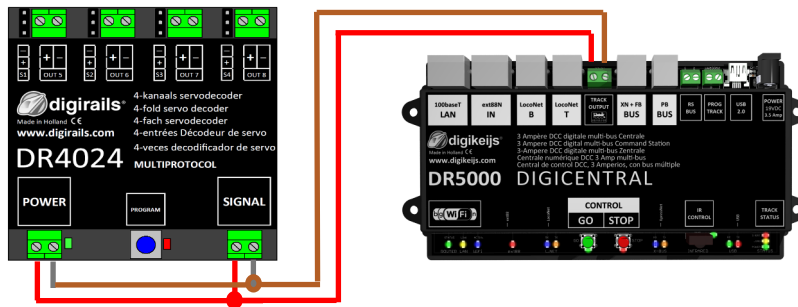 S1 OUT 5 S2 OUT 6 S3 OUT 7 S4 OUT 8
digirails®
Made in Holland CE
www.digirails.com
DR4024
4-kanaals servodecoder
4-fold servo decoder
4-fach servodecoder
4-entrées Décodeur de servo
4-veces decodificador de servo
MULTIPROTOCOL
POWER
PROGRAM
SIGNAL
100baseT LAN
ext88N IN
LocoNet B
LocoNet T
TRACK OUTPUT
XN + FB BUS
PB BUS
RS BUS
PROG TRACK
USB 2.0
POWER
3.5 Amp
digikeijs®
Made in Holland CE
www.digikeijs.com
3 Ampère DCC digitale multi-bus Centrale
3 Ampere DCC digital multi-bus Command Station
3-Ampere DCC digitale multi-bus Zentrale
Centrale numérique DCC 3 Amp multi-bus
Central de control DCC, 3 Amperios, con bus múltiple
DR5000 DIGICENTRAL
WiFi
CONTROL
GO STOP
IR CONTROL
TRACK STATUS